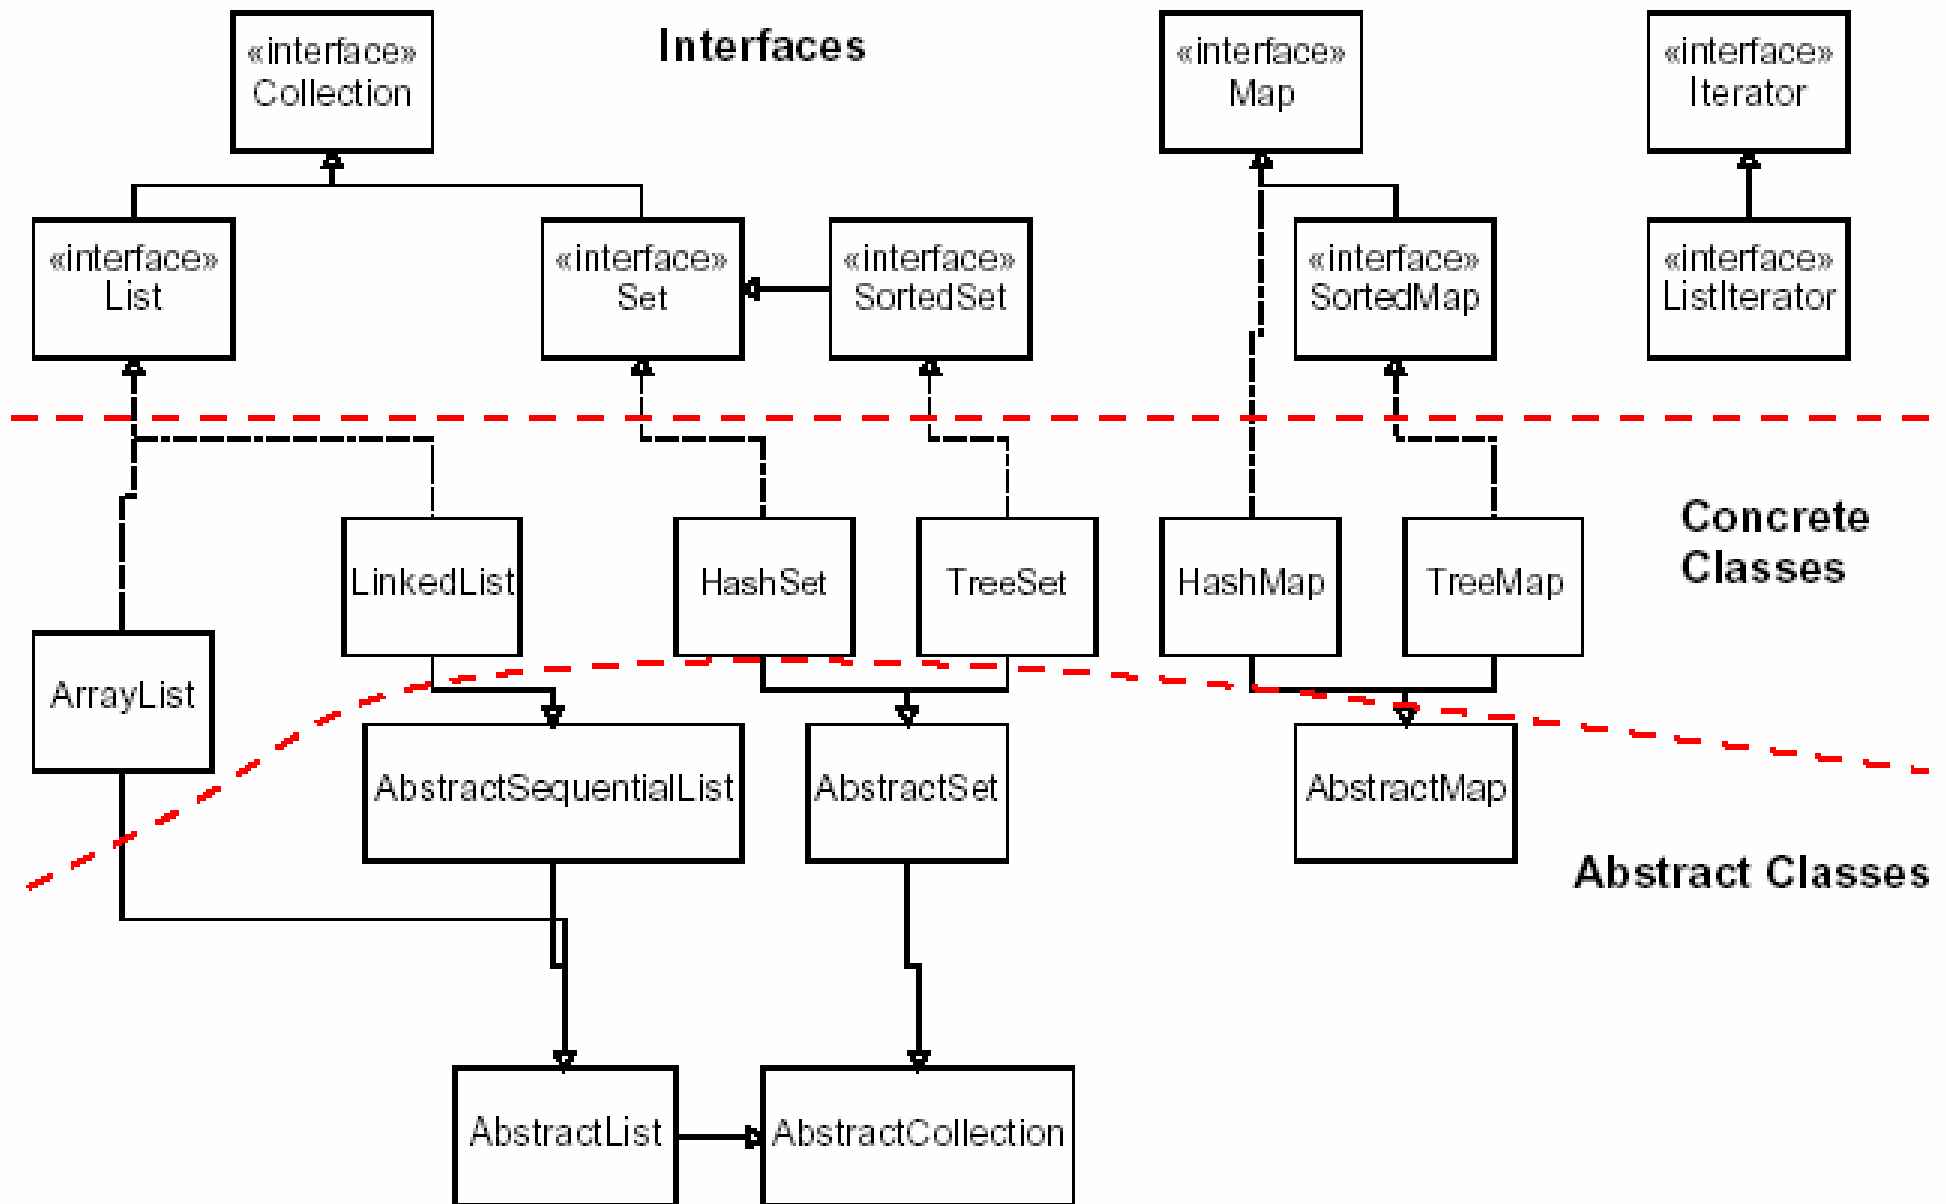 «interface»
Collection
Interfaces
«interface»
Map
«interface»
Iterator
«interface»
List
«interface»
Set
«interface»
SortedSet
«interface»
SortedMap
«interface»
ListIterator
Concrete
Classes
LinkedList
HashSet
TreeSet
HashMap
TreeMap
ArrayList
AbstractSequentialList
AbstractSet
AbstractMap
Abstract Classes
AbstractList
AbstractCollection